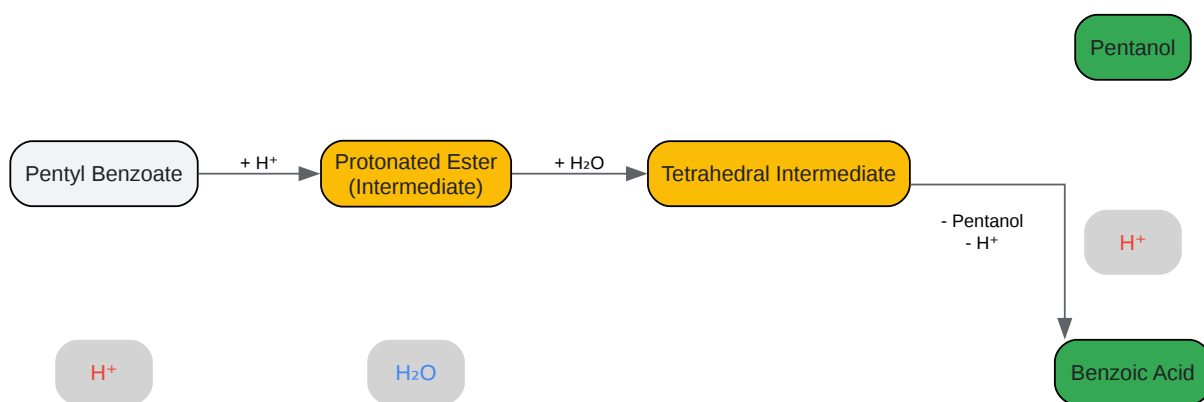 Pentanol
Pentyl Benzoate
+ H⁺
Protonated Ester
(Intermediate)
+ H₂O
Tetrahedral Intermediate
- Pentanol
- H⁺
H⁺
H⁺
H₂O
Benzoic Acid